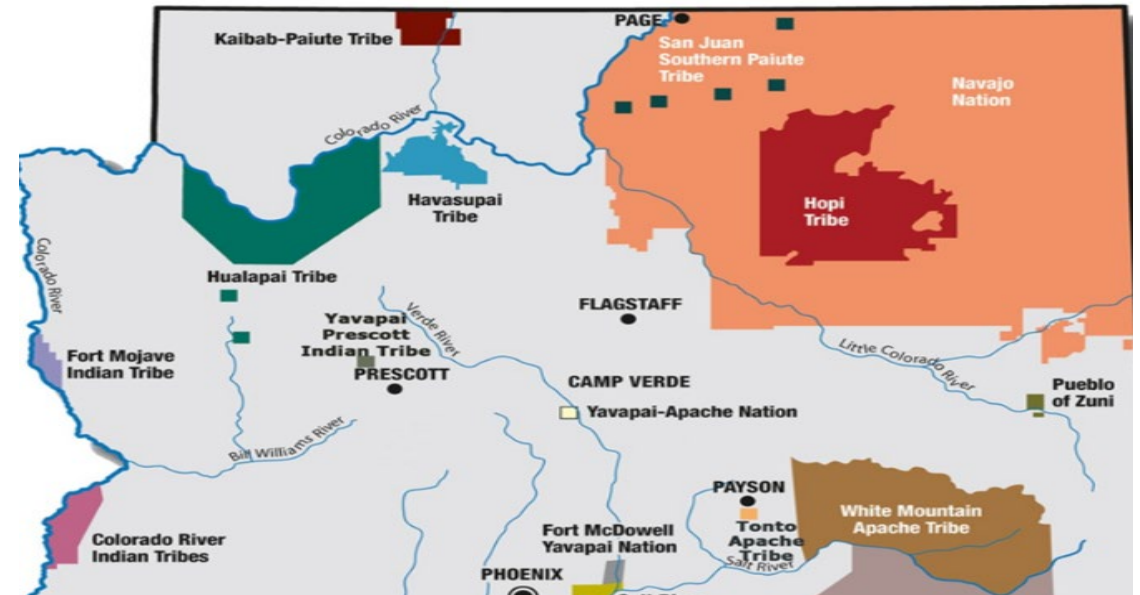 PAGE
Kaibab-Paiute Tribe
San Juan
Southern Paiute
Tribe
Navajo
Nation
Colorado River
Havasupai
Tribe
Hopi
Tribe
Colorado River
Hualapai Tribe
FLAGSTAFF
Yavapai
Prescott
Indian Tribe
Verde River
Little Colorado River
Fort Mojave
Indian Tribe
PRESCOTT
CAMP VERDE
Yavapai-Apache Nation
Pueblo
of Zuni
Bill Williams River
PAYSON
White Mountain
Apache Tribe
Colorado River
Indian Tribes
Fort McDowell
Yavapai Nation
Tonto
Apache
Tribe
Salt River
PHOENIX